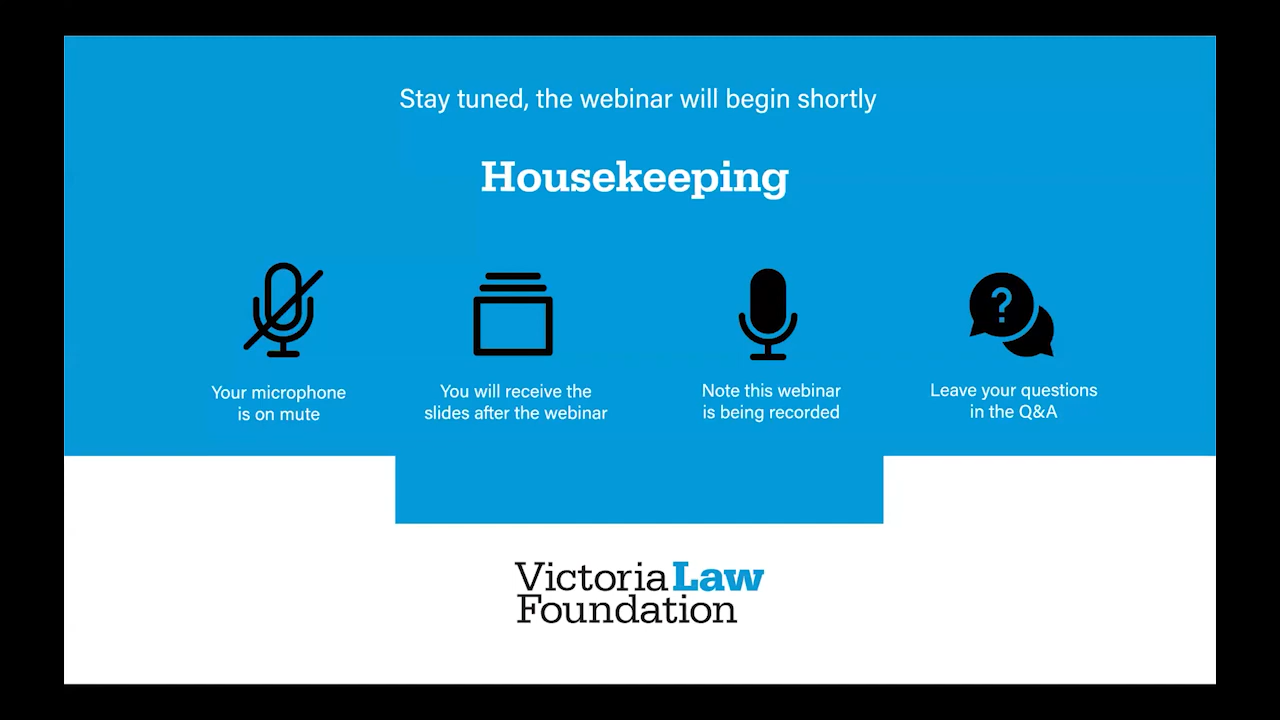 Stay tuned, the webinar will begin shortly
Housekeeping
?
Your microphone
is on mute
You will receive the
slides after the webinar
Note this webinar
is being recorded
Leave your questions
in the Q&A
Victoria Law
Foundation